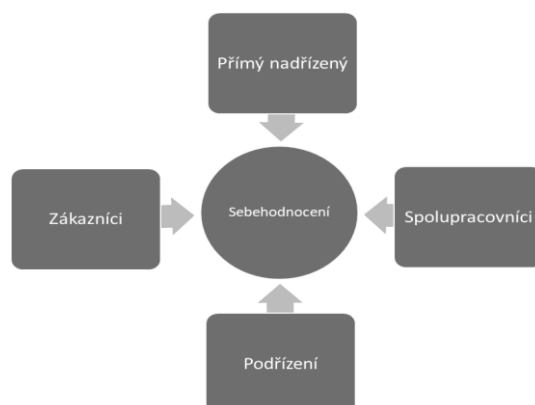 Přímý nadřízený
Zákazníci
Sebehodnocení
Spolupracovníci
Podřízení